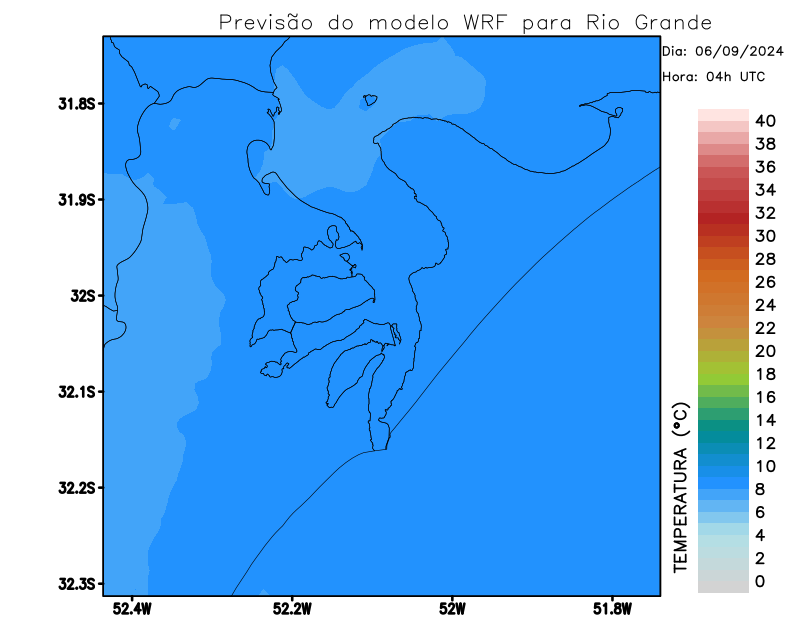 Previsão do modelo WRF para Rio Grande
Dia: 06/09/2024
Hora: 04h UTC
31.8S
31.9S
32S
32.1S
32.2S
32.3S
52.4W
52.2W
52W
51.8W
TEMPERATURA (°C)
40
38
36
34
32
30
28
26
24
22
20
18
16
14
12
10
8
6
4
2
0